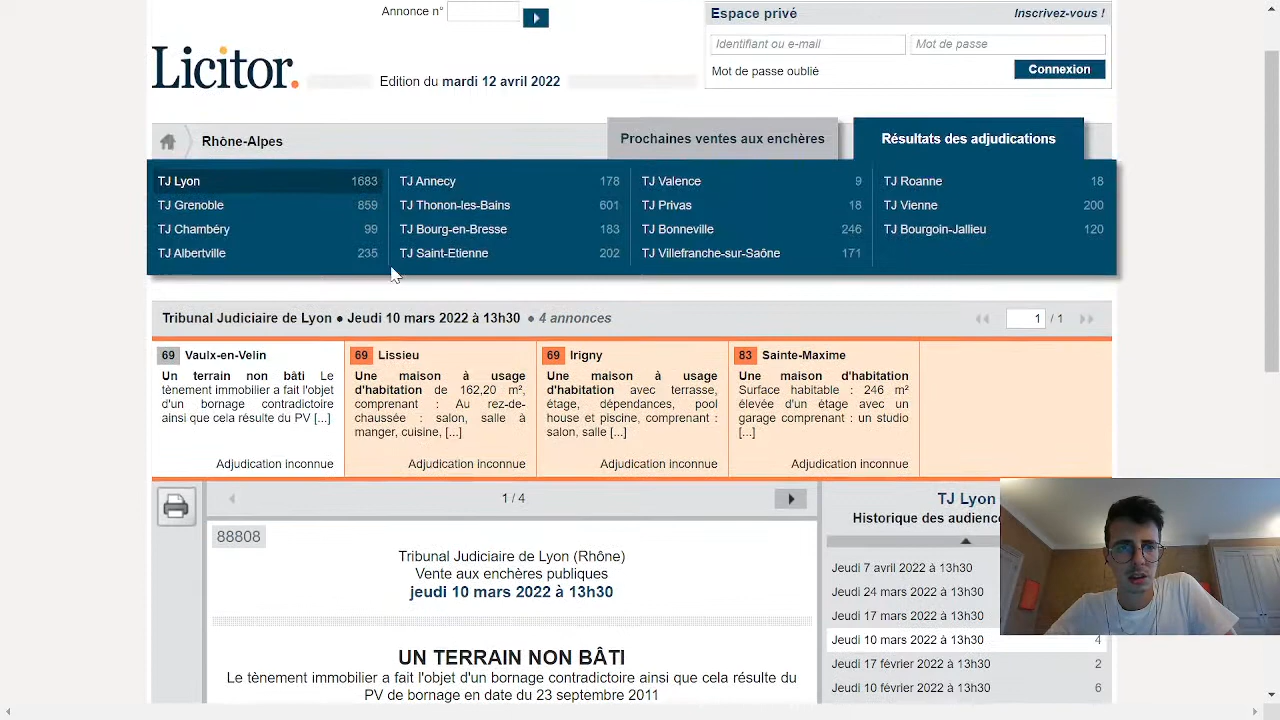 Annonce n°
Espace privé
Inscrivez-vous !
Identifiant ou e-mail
Mot de passe
Mot de passe oublié
Connexion
Licitor.
Edition du mardi 12 avril 2022
Rhône-Alpes
Prochaines ventes aux enchères
Résultats des adjudications
TJ Lyon 1683
TJ Annecy 178
TJ Valence 9
TJ Roanne 18
TJ Grenoble 859
TJ Thonon-les-Bains 601
TJ Privas 18
TJ Vienne 200
TJ Chambéry 99
TJ Bourg-en-Bresse 183
TJ Bonneville 246
TJ Bourgoin-Jallieu 120
TJ Albertville 235
TJ Saint-Etienne 202
TJ Villefranche-sur-Saône 171
Tribunal Judiciaire de Lyon ● Jeudi 10 mars 2022 à 13h30 ● 4 annonces
1 / 1
69 Vaulx-en-Velin
Un terrain non bâti Le
tènement immobilier a fait l'objet
d'un bornage contradictoire
ainsi que cela résulte du PV [...]
Adjudication inconnue
69 Lissieu
Une maison à usage
d'habitation de 162,20 m²,
comprenant : Au rez-de-
chaussée : salon, salle à
manger, cuisine, [...]
Adjudication inconnue
69 Irigny
Une maison à usage
d'habitation avec terrasse,
étage, dépendances, pool
house et piscine, comprenant :
salon, salle [...]
Adjudication inconnue
83 Sainte-Maxime
Une maison d'habitation
Surface habitable : 246 m²
élevée d'un étage avec un
garage comprenant : un studio
[...]
Adjudication inconnue
1 / 4
88808
Tribunal Judiciaire de Lyon (Rhône)
Vente aux enchères publiques
jeudi 10 mars 2022 à 13h30
UN TERRAIN NON BÂTI
Le tènement immobilier a fait l'objet d'un bornage contradictoire ainsi que cela résulte du
PV de bornage en date du 23 septembre 2011
TJ Lyon
Historique des audience
Jeudi 7 avril 2022 à 13h30
Jeudi 24 mars 2022 à 13h30
Jeudi 17 mars 2022 à 13h30
Jeudi 10 mars 2022 à 13h30 4
Jeudi 17 février 2022 à 13h30 2
Jeudi 10 février 2022 à 13h30 6